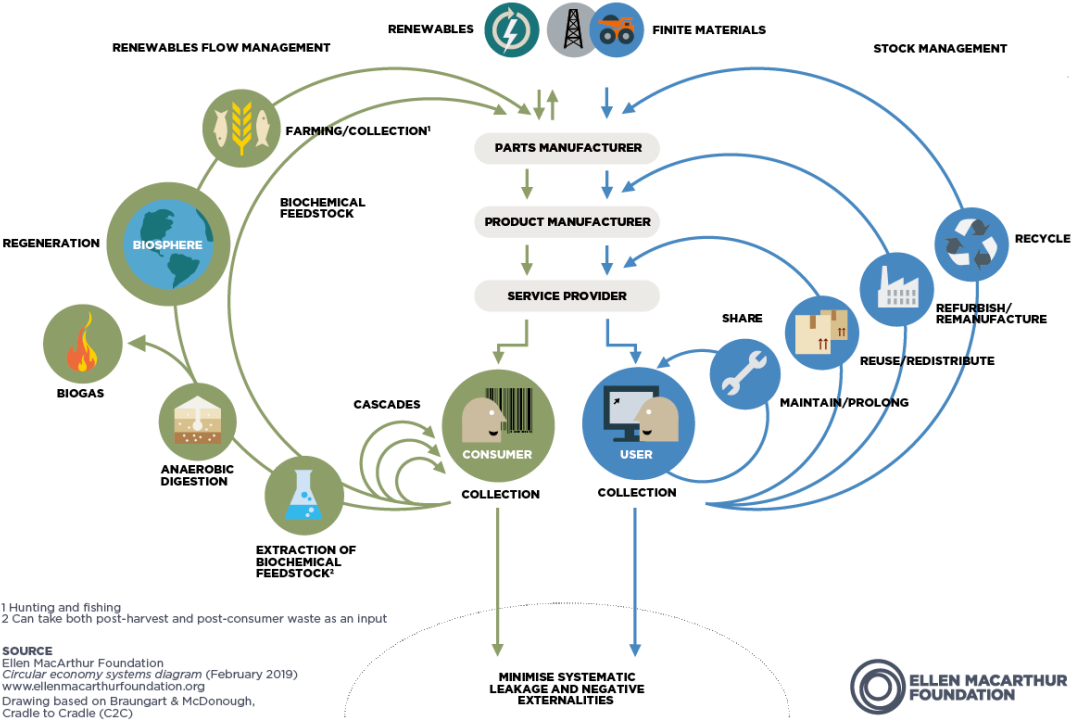 RENEWABLES
FINITE MATERIALS
RENEWABLES FLOW MANAGEMENT
STOCK MANAGEMENT
FARMING/COLLECTION¹
PARTS MANUFACTURER
BIOCHEMICAL
FEEDSTOCK
PRODUCT MANUFACTURER
REGENERATION
BIOSPHERE
RECYCLE
SERVICE PROVIDER
SHARE
REFURBISH/
REMANUFACTURE
REUSE/REDISTRIBUTE
BIOGAS
CASCADES
MAINTAIN/PROLONG
CONSUMER
USER
ANAEROBIC
DIGESTION
COLLECTION
COLLECTION
EXTRACTION OF
BIOCHEMICAL
FEEDSTOCK²
1 Hunting and fishing
2 Can take both post-harvest and post-consumer waste as an input
SOURCE
Ellen MacArthur Foundation
Circular economy systems diagram (February 2019)
www.ellenmacarthurfoundation.org
Drawing based on Braungart & McDonough,
Cradle to Cradle (C2C)
MINIMISE SYSTEMATIC
LEAKAGE AND NEGATIVE
EXTERNALITIES
ELLEN MACARTHUR
FOUNDATION